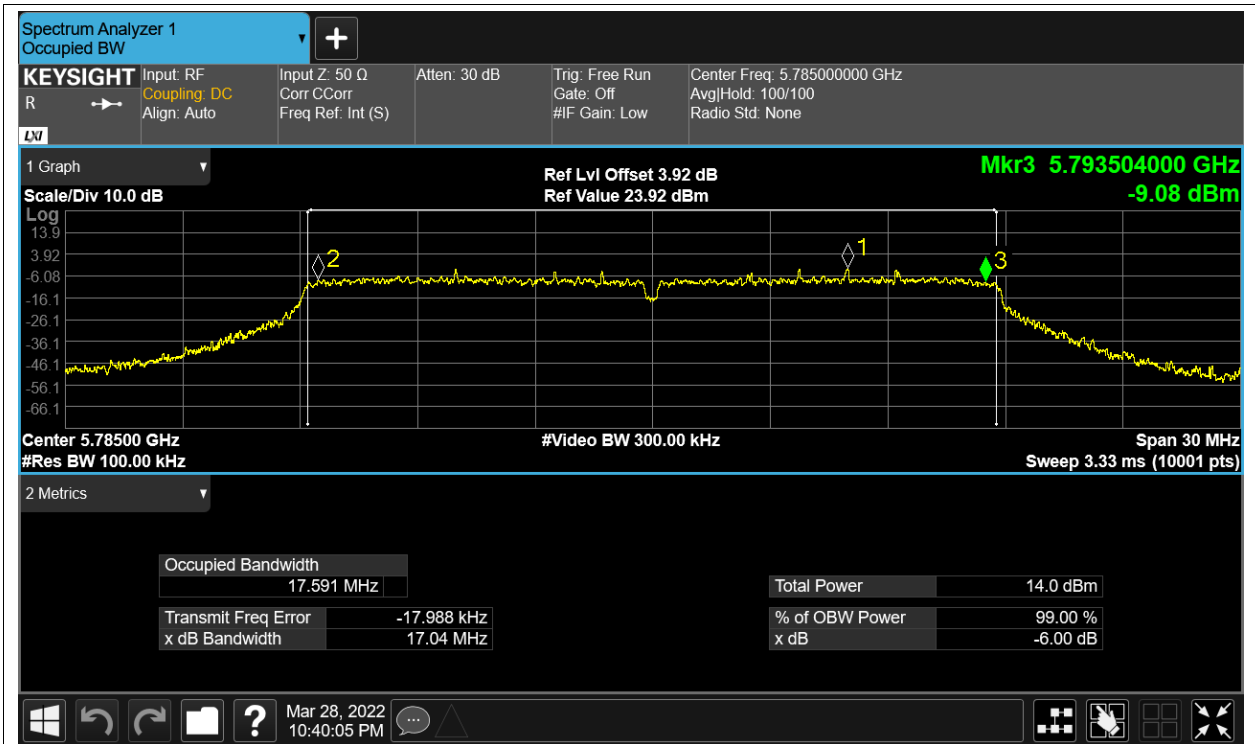 Spectrum Analyzer 1
Occupied BW
KEYSIGHT
R
LXI
Input: RF
Coupling: DC
Align: Auto
Input Z: 50 Ω
Corr CCorr
Freq Ref: Int (S)
Atten: 30 dB
Trig: Free Run
Gate: Off
#IF Gain: Low
Center Freq: 5.785000000 GHz
Avg|Hold: 100/100
Radio Std: None
1 Graph
Scale/Div 10.0 dB
Ref Lvl Offset 3.92 dB
Ref Value 23.92 dBm
Mkr3 5.793504000 GHz
-9.08 dBm
Log
13.9
3.92
-6.08
-16.1
-26.1
-36.1
-46.1
-56.1
-66.1
2
1
3
Center 5.78500 GHz
#Res BW 100.00 kHz
#Video BW 300.00 kHz
Span 30 MHz
Sweep 3.33 ms (10001 pts)
2 Metrics
Occupied Bandwidth
17.591 MHz
Transmit Freq Error -17.988 kHz
x dB Bandwidth 17.04 MHz
Total Power 14.0 dBm
% of OBW Power 99.00 %
x dB -6.00 dB
?
Mar 28, 2022
10:40:05 PM